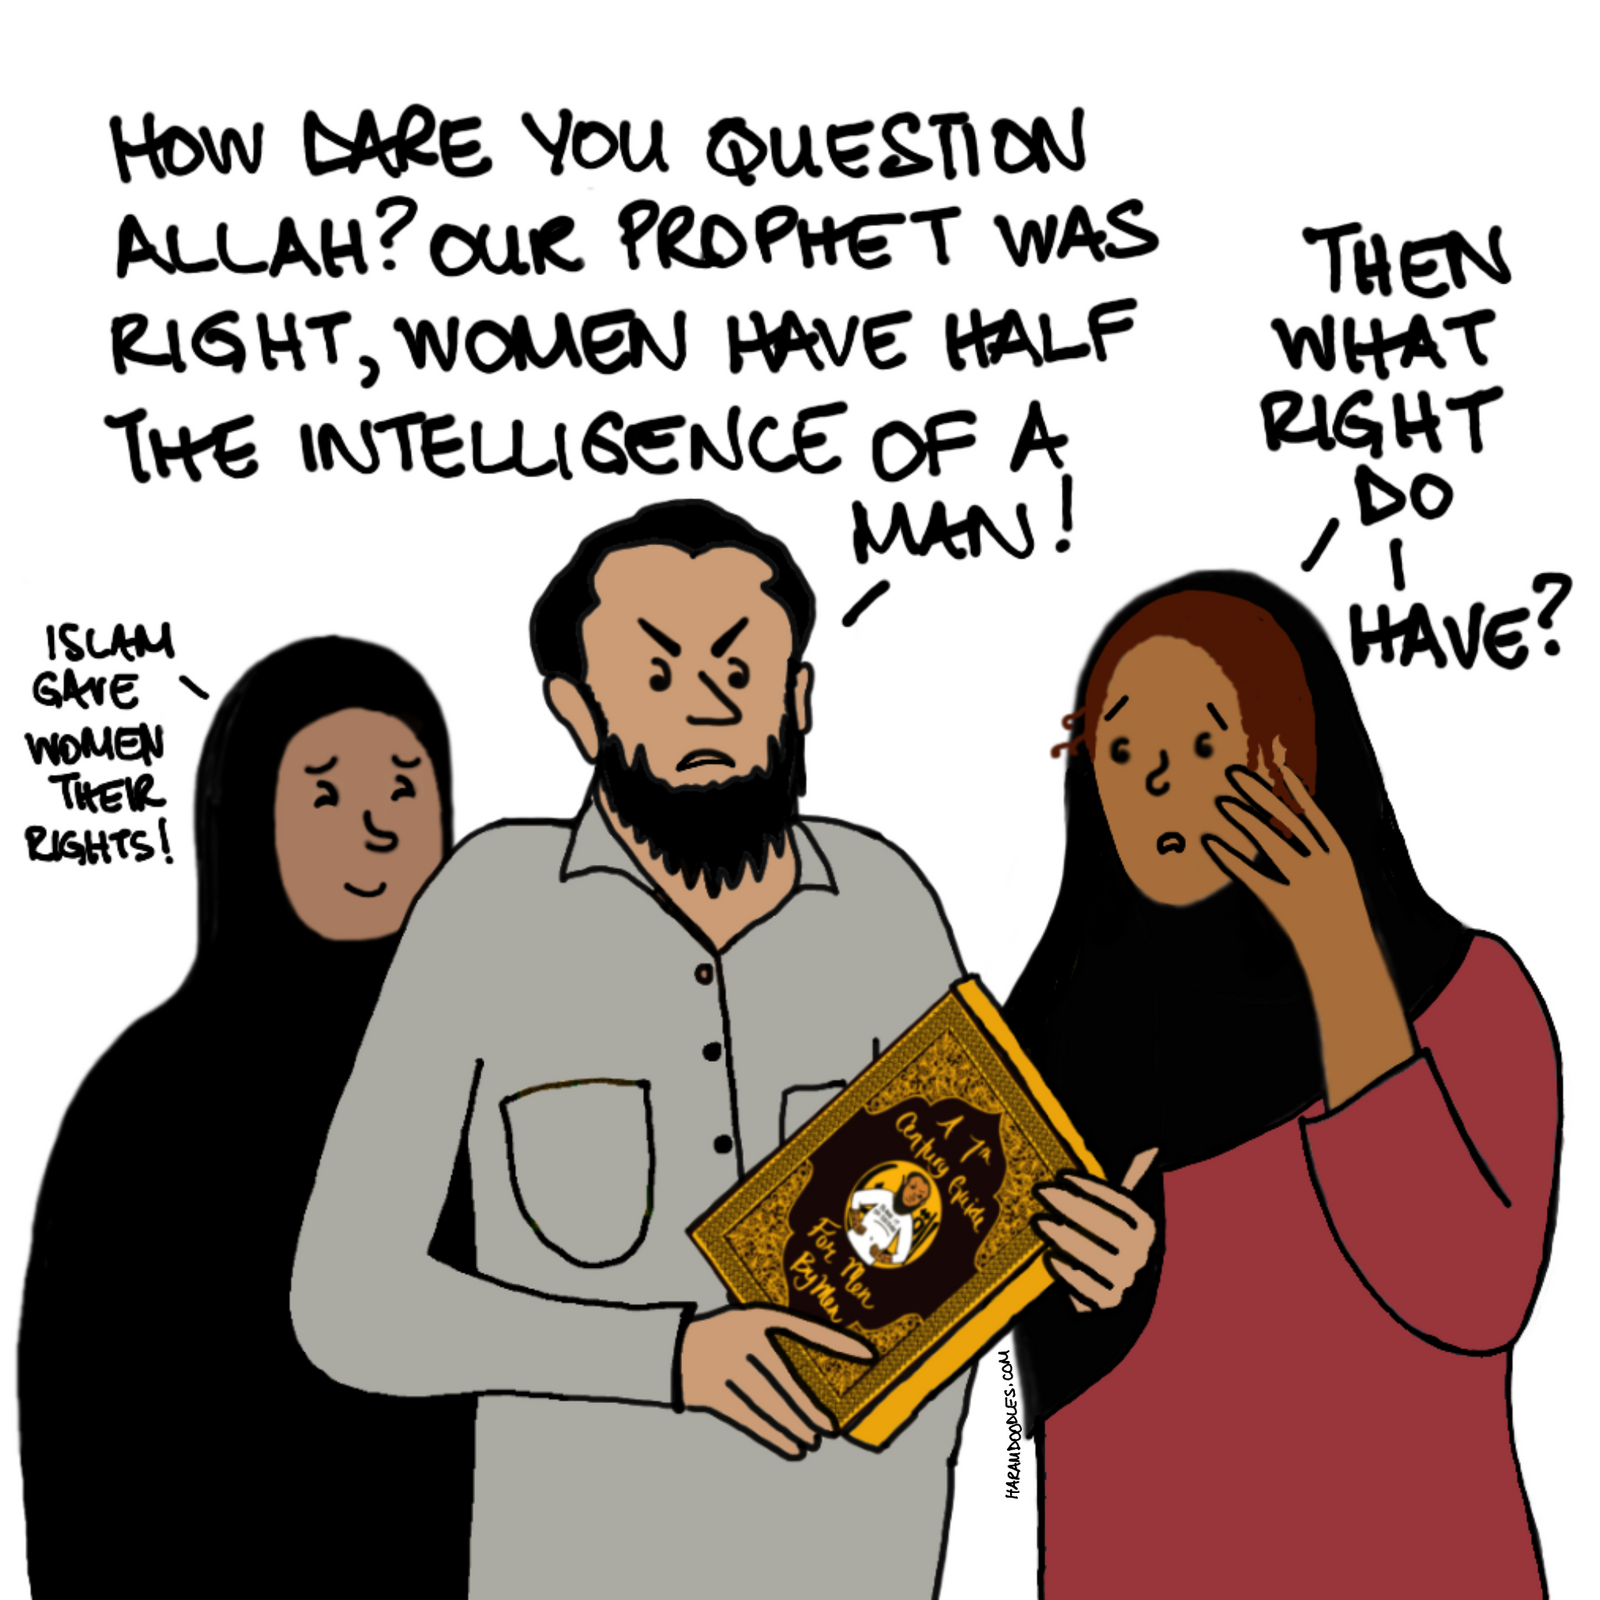 HOW DARE YOU QUESTION
ALLAH? OUR PROPHET WAS
RIGHT, WOMEN HAVE HALF
THE INTELLIGENCE OF A
MAN!
THEN
WHAT
RIGHT
DO
I
HAVE?
ISLAM
GAVE
WOMEN
THEIR
RIGHTS!
A 7th
Century Guide
For Men
By Men
HARAMDOODLES.COM